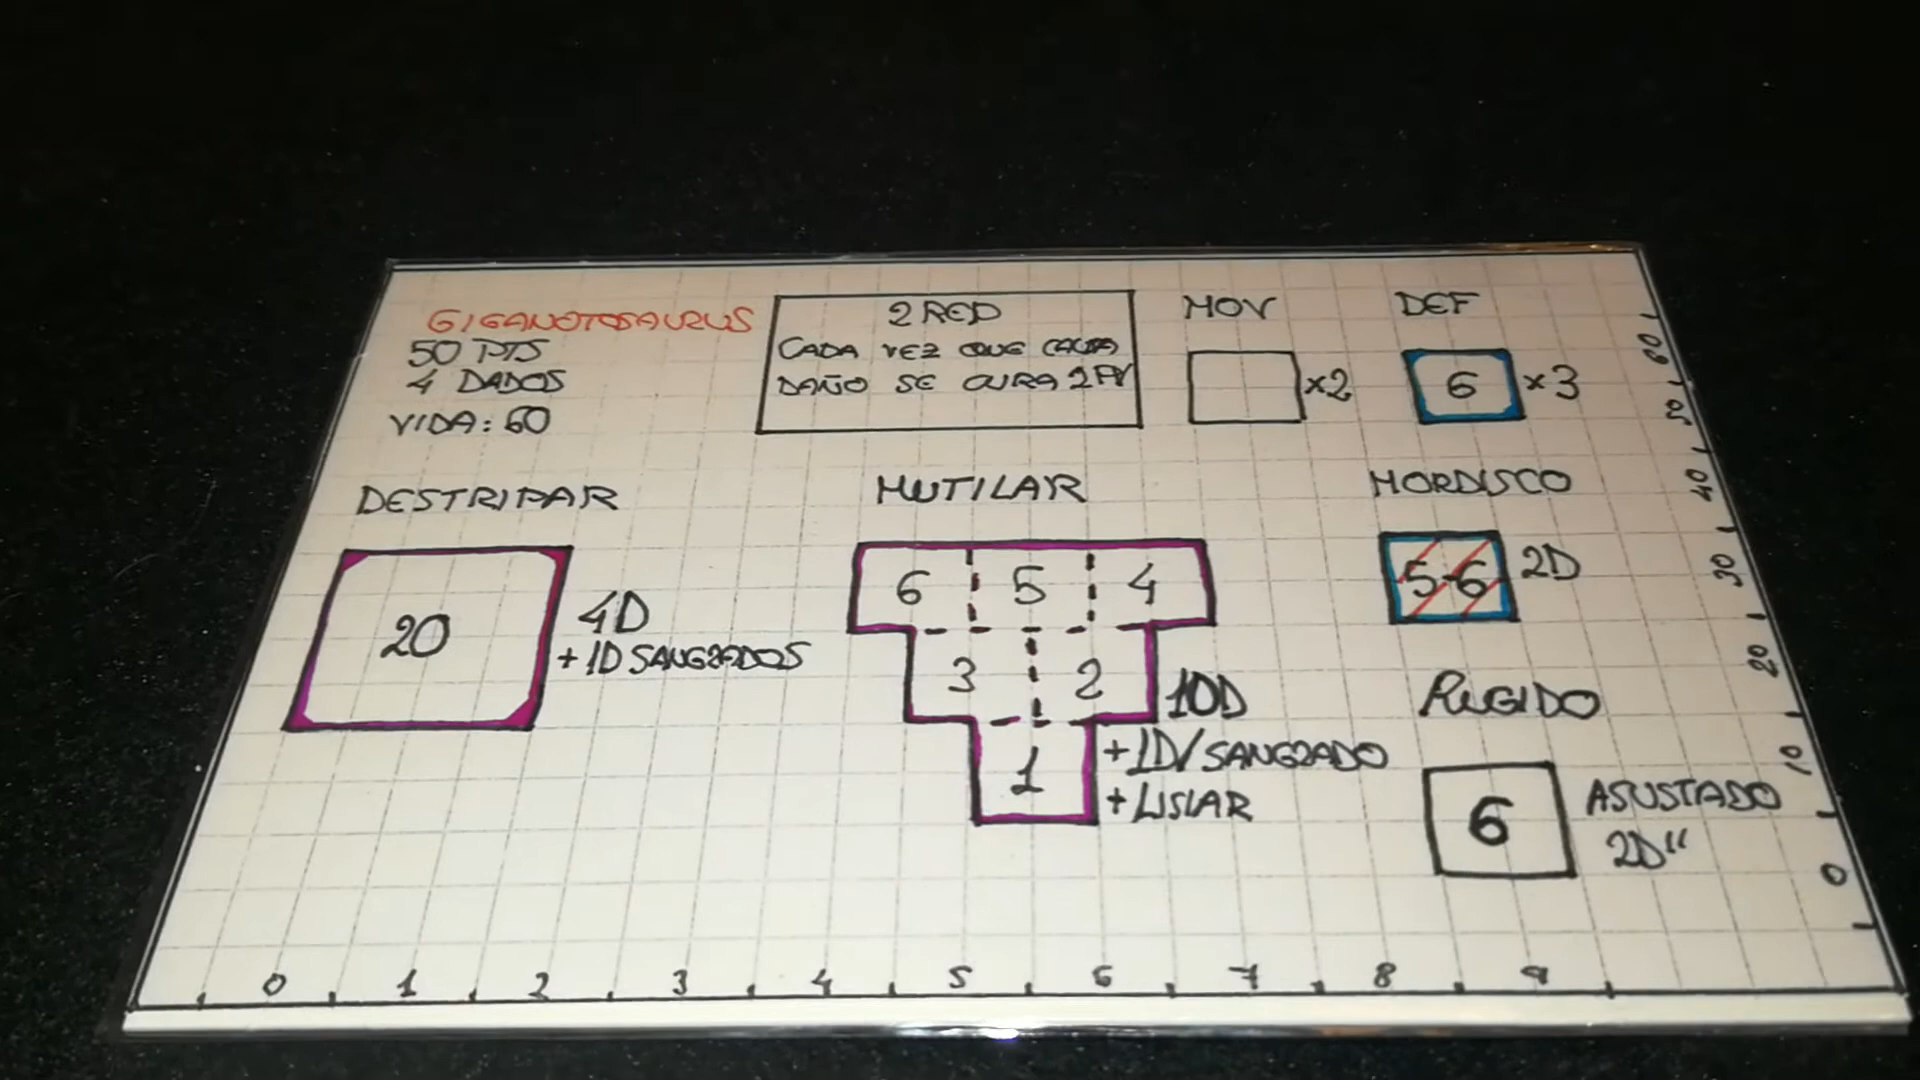 GIGANOTOSAURUS
50 PTS
4 DADOS
VIDA: 60
2 RED
CADA VEZ QUE CAUSA
DAÑO SE CURA 2PV
MOV
x2
DEF
6 x3
DESTRIPAR
20
4D
+1D SANGRADOS
MUTILAR
6 5 4
3 2
1
10D
+1D/SANGRADO
+LISIAR
MORDISCO
5-6 2D
RUGIDO
6
ASUSTADO
2D"
0 1 2 3 4 5 6 7 8 9
60
50
40
30
20
10
0